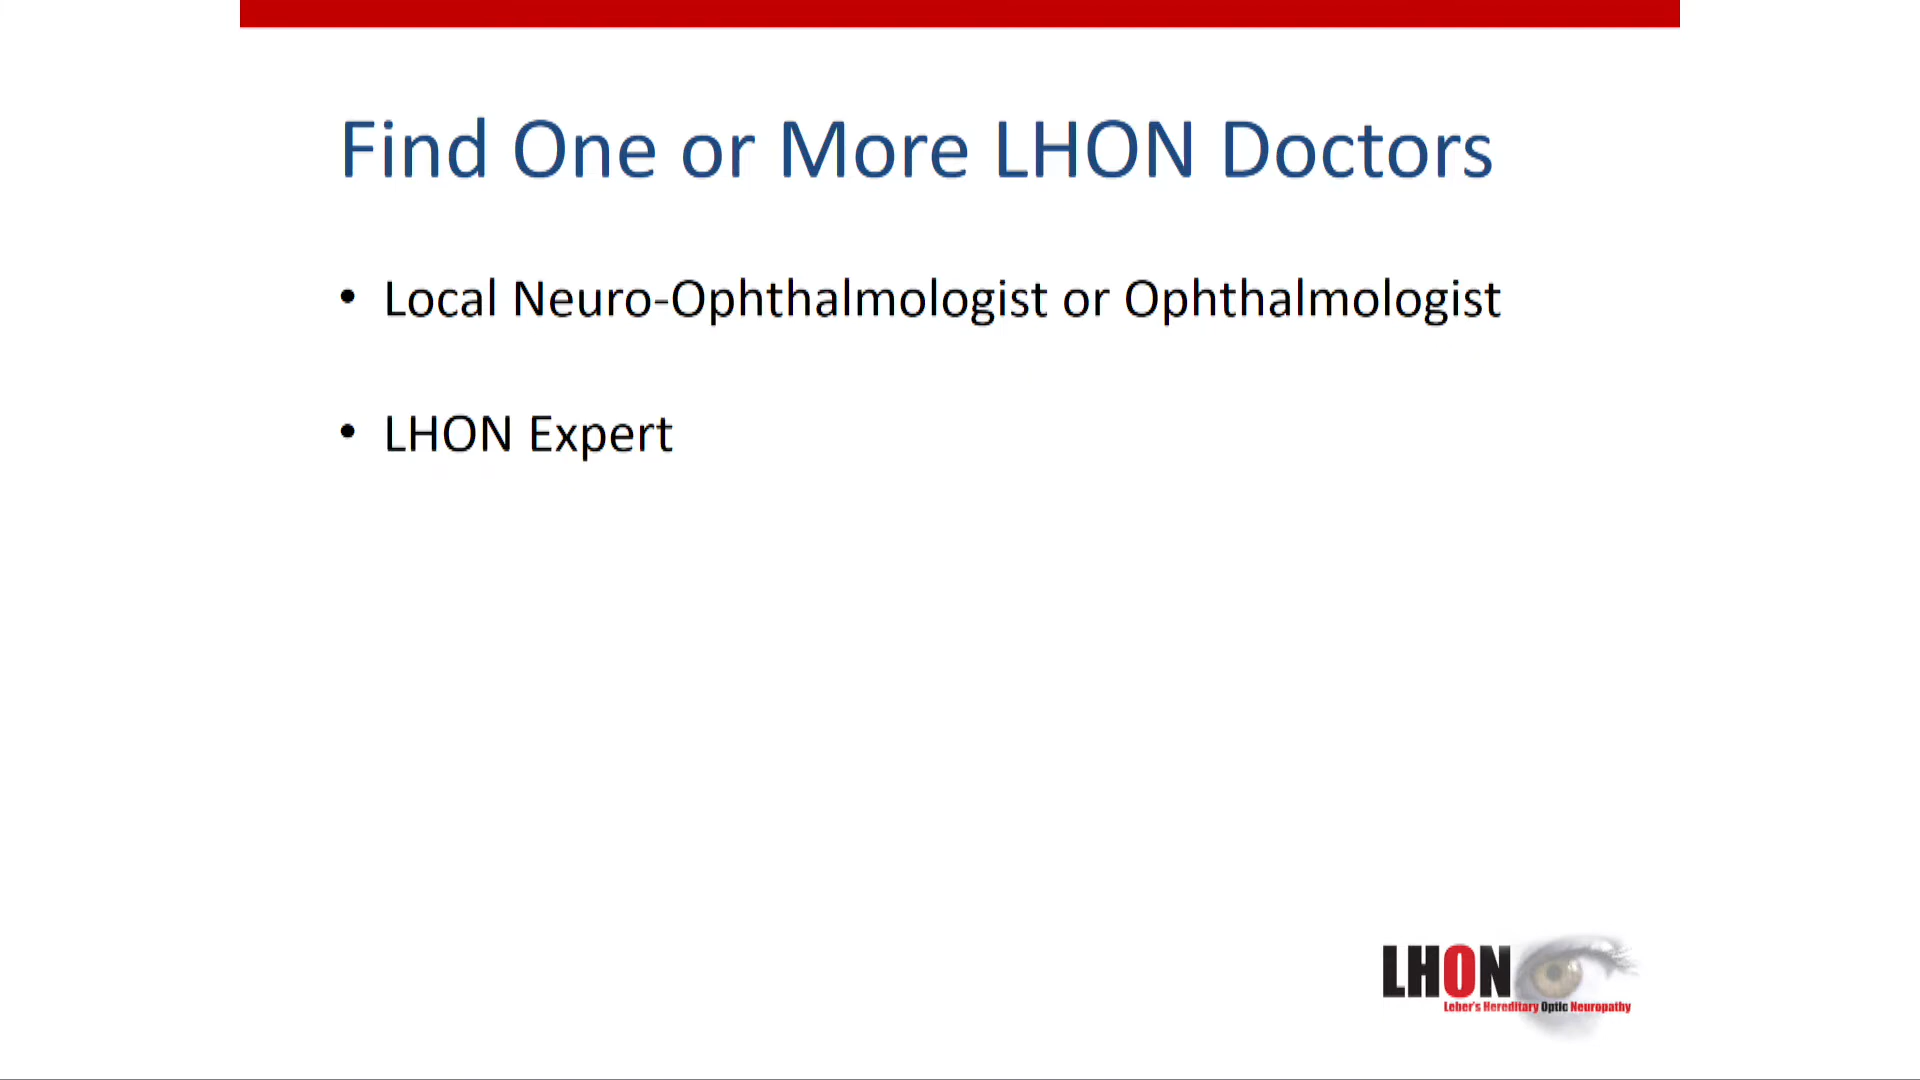 Find One or More LHON Doctors
• Local Neuro-Ophthalmologist or Ophthalmologist
• LHON Expert
LHON
Leber's Hereditary Optic Neuropathy